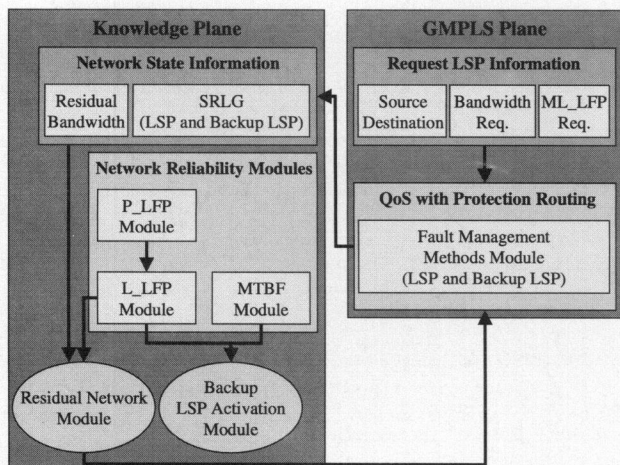 Knowledge Plane
Network State Information
Residual
Bandwidth
SRLG
(LSP and Backup LSP)
Network Reliability Modules
P_LFP
Module
L_LFP
Module
MTBF
Module
Residual Network
Module
Backup
LSP Activation
Module
GMPLS Plane
Request LSP Information
Source
Destination
Bandwidth
Req.
ML_LFP
Req.
QoS with Protection Routing
Fault Management
Methods Module
(LSP and Backup LSP)